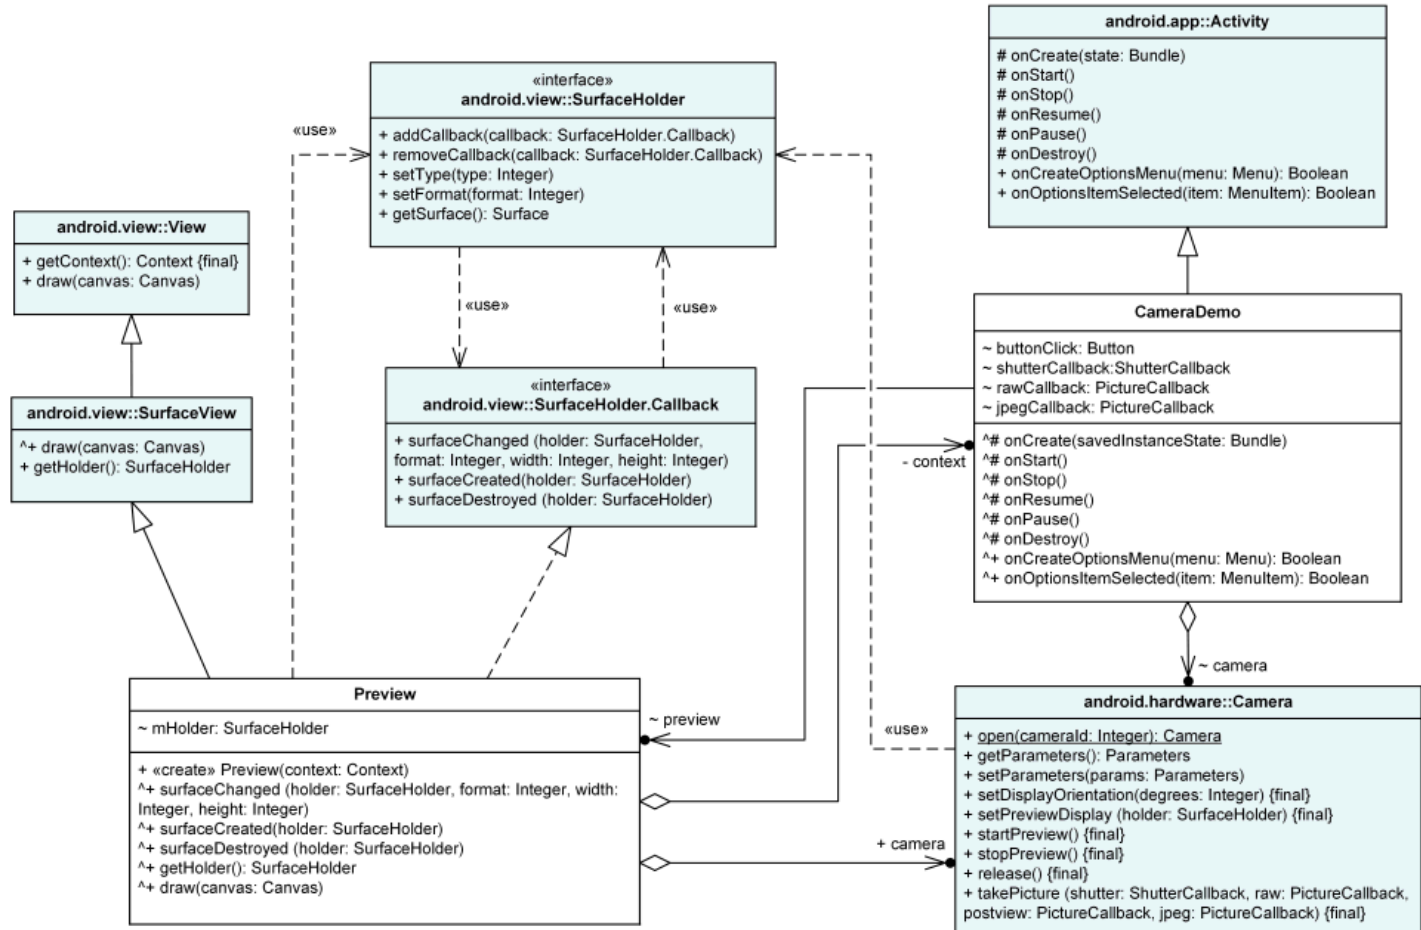 android.app::Activity
# onCreate(state: Bundle)
# onStart()
# onStop()
# onResume()
# onPause()
# onDestroy()
+ onCreateOptionsMenu(menu: Menu): Boolean
+ onOptionsItemSelected(item: MenuItem): Boolean
«interface»
android.view::SurfaceHolder
+ addCallback(callback: SurfaceHolder.Callback)
+ removeCallback(callback: SurfaceHolder.Callback)
+ setType(type: Integer)
+ setFormat(format: Integer)
+ getSurface(): Surface
«use»
android.view::View
+ getContext(): Context {final}
+ draw(canvas: Canvas)
«use»
«use»
CameraDemo
~ buttonClick: Button
~ shutterCallback:ShutterCallback
~ rawCallback: PictureCallback
~ jpegCallback: PictureCallback
^# onCreate(savedInstanceState: Bundle)
^# onStart()
^# onStop()
^# onResume()
^# onPause()
^# onDestroy()
^+ onCreateOptionsMenu(menu: Menu): Boolean
^+ onOptionsItemSelected(item: MenuItem): Boolean
- context
«interface»
android.view::SurfaceHolder.Callback
+ surfaceChanged (holder: SurfaceHolder,
format: Integer, width: Integer, height: Integer)
+ surfaceCreated(holder: SurfaceHolder)
+ surfaceDestroyed (holder: SurfaceHolder)
android.view::SurfaceView
^+ draw(canvas: Canvas)
+ getHolder(): SurfaceHolder
Preview
~ mHolder: SurfaceHolder
+ «create» Preview(context: Context)
^+ surfaceChanged (holder: SurfaceHolder, format: Integer, width:
Integer, height: Integer)
^+ surfaceCreated(holder: SurfaceHolder)
^+ surfaceDestroyed (holder: SurfaceHolder)
^+ getHolder(): SurfaceHolder
^+ draw(canvas: Canvas)
~ preview
«use»
+ camera
~ camera
android.hardware::Camera
+ open(cameraId: Integer): Camera
+ getParameters(): Parameters
+ setParameters(params: Parameters)
+ setDisplayOrientation(degrees: Integer) {final}
+ setPreviewDisplay (holder: SurfaceHolder) {final}
+ startPreview() {final}
+ stopPreview() {final}
+ release() {final}
+ takePicture (shutter: ShutterCallback, raw: PictureCallback,
postview: PictureCallback, jpeg: PictureCallback) {final}